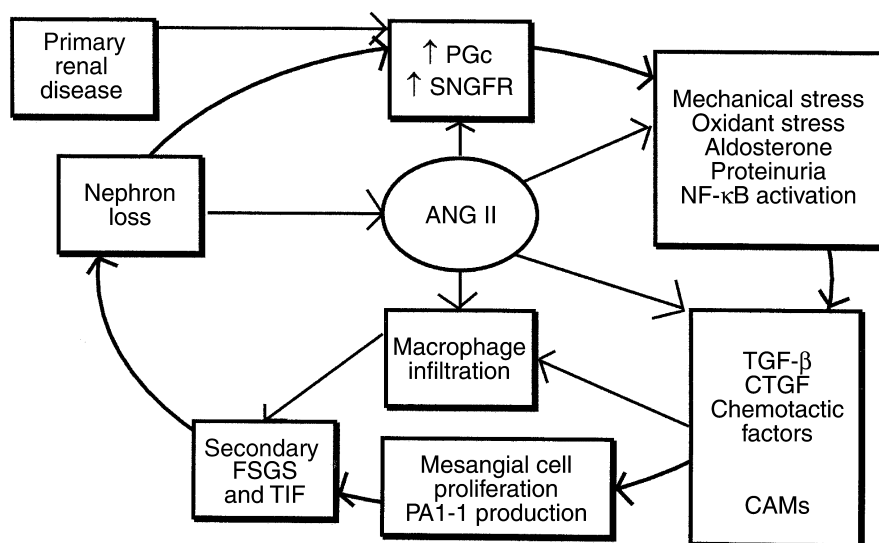 Primary
renal
disease
↑ PGc
↑ SNGFR
Mechanical stress
Oxidant stress
Aldosterone
Proteinuria
NF-κB activation
Nephron
loss
ANG II
Macrophage
infiltration
TGF-β
CTGF
Chemotactic
factors
CAMs
Secondary
FSGS
and TIF
Mesangial cell
proliferation
PA1-1 production